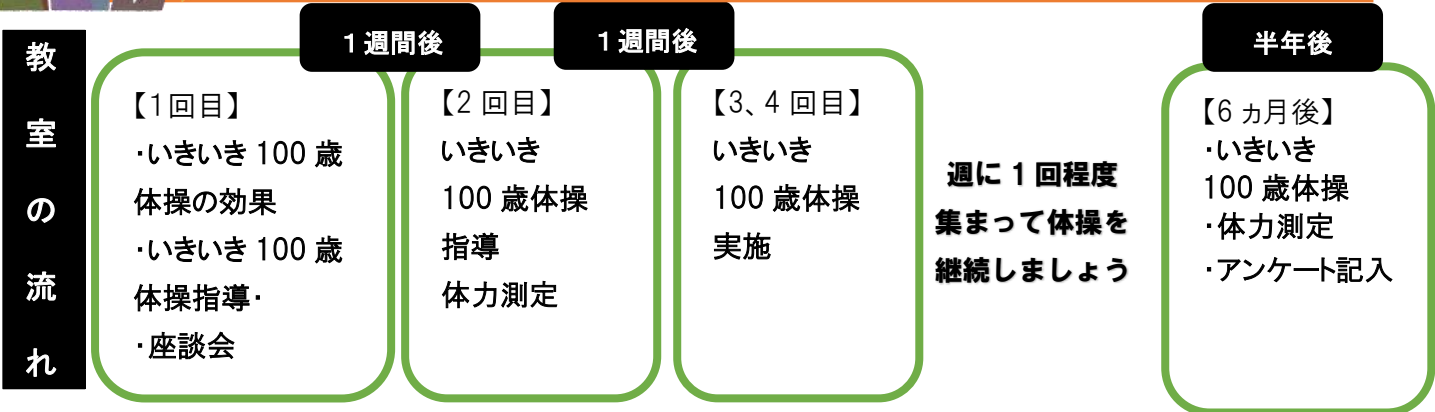 教室の流れ
1週間後
1週間後
半年後
【1回目】
・いきいき 100 歳
体操の効果
・いきいき 100 歳
体操指導・
・座談会
【2 回目】
いきいき
100 歳体操
指導
体力測定
【3、4 回目】
いきいき
100 歳体操
実施
週に 1 回程度
集まって体操を
継続しましょう
【6 ヵ月後】
・いきいき
100 歳体操
・体力測定
・アンケート記入